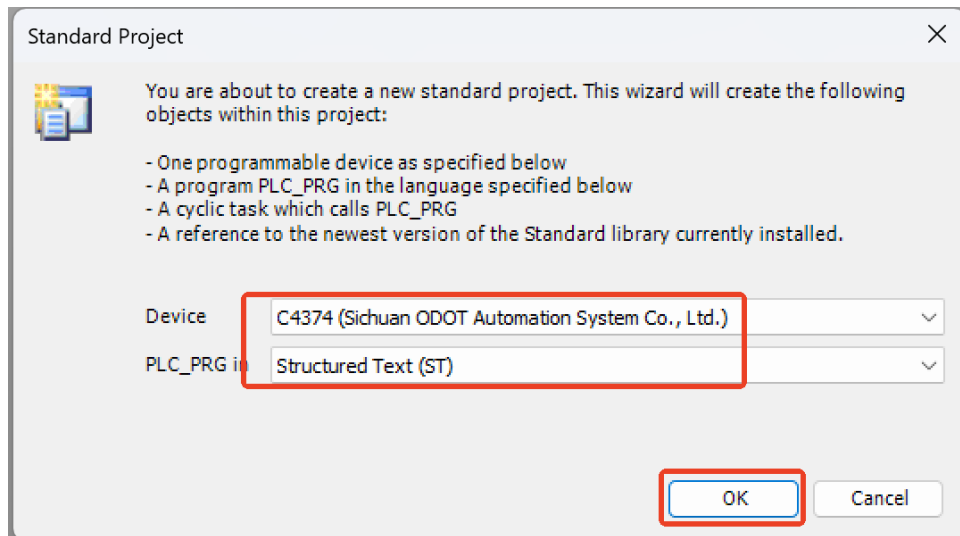 Standard Project
You are about to create a new standard project. This wizard will create the following
objects within this project:
- One programmable device as specified below
- A program PLC_PRG in the language specified below
- A cyclic task which calls PLC_PRG
- A reference to the newest version of the Standard library currently installed.
Device C4374 (Sichuan ODOT Automation System Co., Ltd.)
PLC_PRG in Structured Text (ST)
OK Cancel